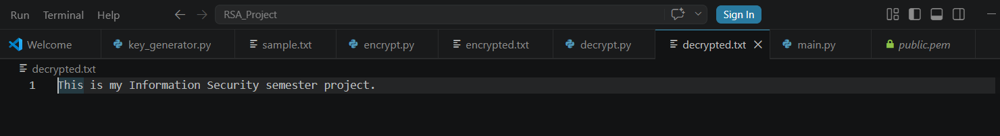 Run Terminal Help RSA_Project Sign In
Welcome key_generator.py sample.txt encrypt.py encrypted.txt decrypt.py decrypted.txt main.py public.pem
decrypted.txt
1 This is my Information Security semester project.